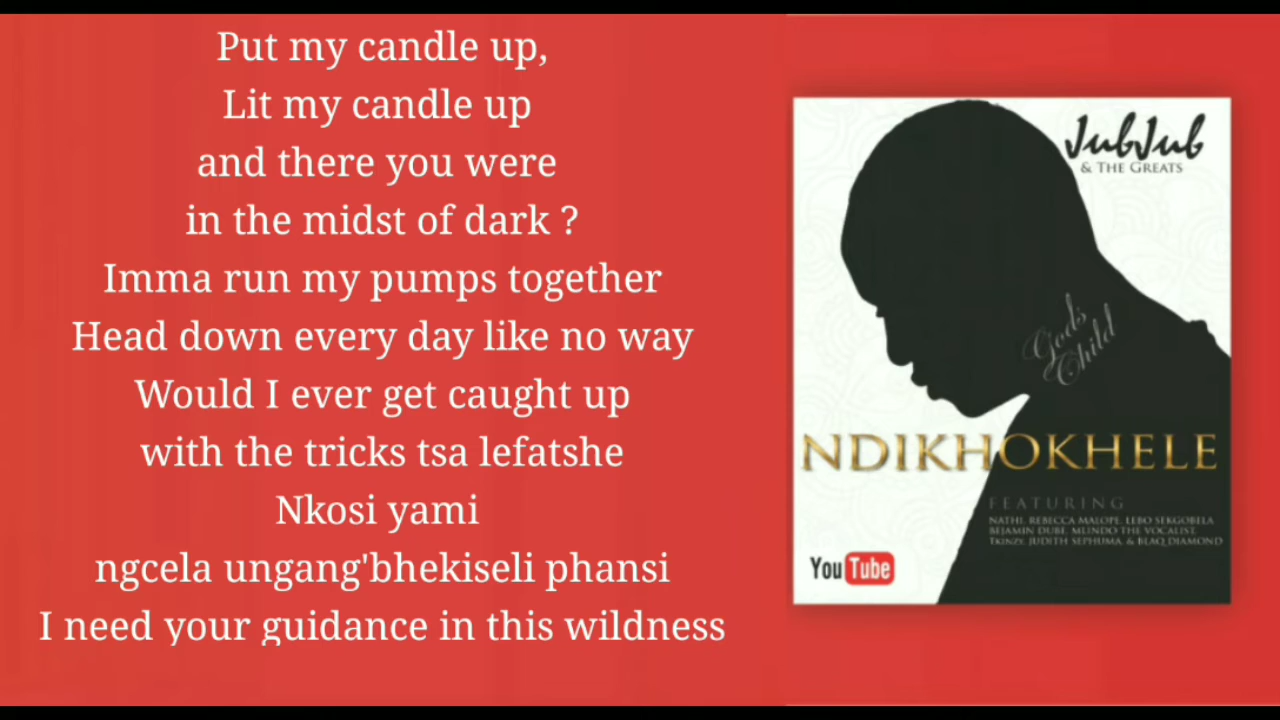 Put my candle up,
Lit my candle up
and there you were
in the midst of dark ?
Imma run my pumps together
Head down every day like no way
Would I ever get caught up
with the tricks tsa lefatshe
Nkosi yami
ngcela ungang'bhekiseli phansi
I need your guidance in this wildness
JubJub
& THE GREATS
God's
Child
NDIKHOKHELE
FEATURING
NATHI, REBECCA MALOPE, LEBO SEKGOBELA
BEJAMIN DUBE, MLINDO THE VOCALIST,
TKINZY, JUDITH SEPHUMA, & BLAQ DIAMOND
YouTube